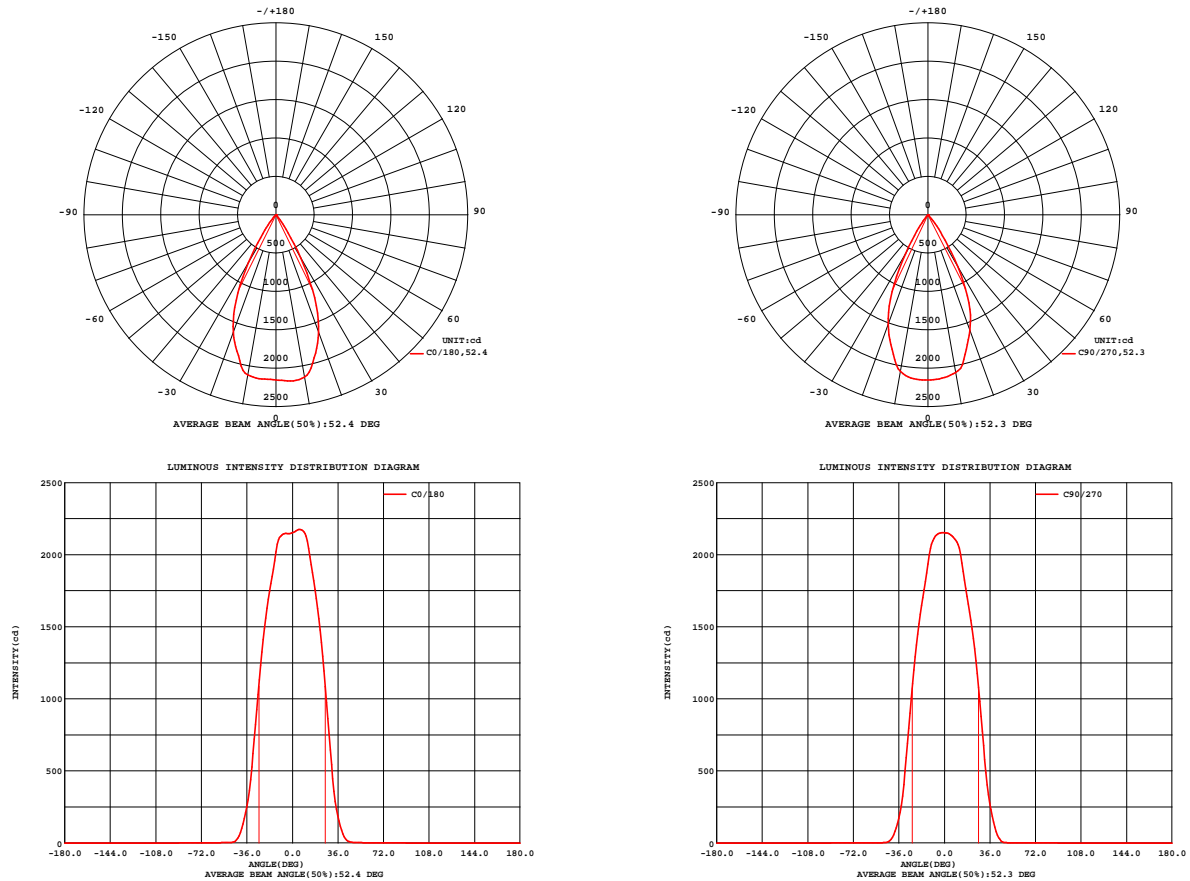 -/+180
-150 150
-120 120
-90 90
-60 60
-30 30
0
0
500
1000
1500
2000
2500
UNIT:cd
C0/180,52.4
AVERAGE BEAM ANGLE(50%):52.4 DEG
-/+180
-150 150
-120 120
-90 90
-60 60
-30 30
0
0
500
1000
1500
2000
2500
UNIT:cd
C90/270,52.3
AVERAGE BEAM ANGLE(50%):52.3 DEG
LUMINOUS INTENSITY DISTRIBUTION DIAGRAM
C0/180
INTENSITY(cd)
2500
2000
1500
1000
500
0
-180.0 -144.0 -108.0 -72.0 -36.0 0.0 36.0 72.0 108.0 144.0 180.0
ANGLE(DEG)
AVERAGE BEAM ANGLE(50%):52.4 DEG
LUMINOUS INTENSITY DISTRIBUTION DIAGRAM
C90/270
INTENSITY(cd)
2500
2000
1500
1000
500
0
-180.0 -144.0 -108.0 -72.0 -36.0 0.0 36.0 72.0 108.0 144.0 180.0
ANGLE(DEG)
AVERAGE BEAM ANGLE(50%):52.3 DEG